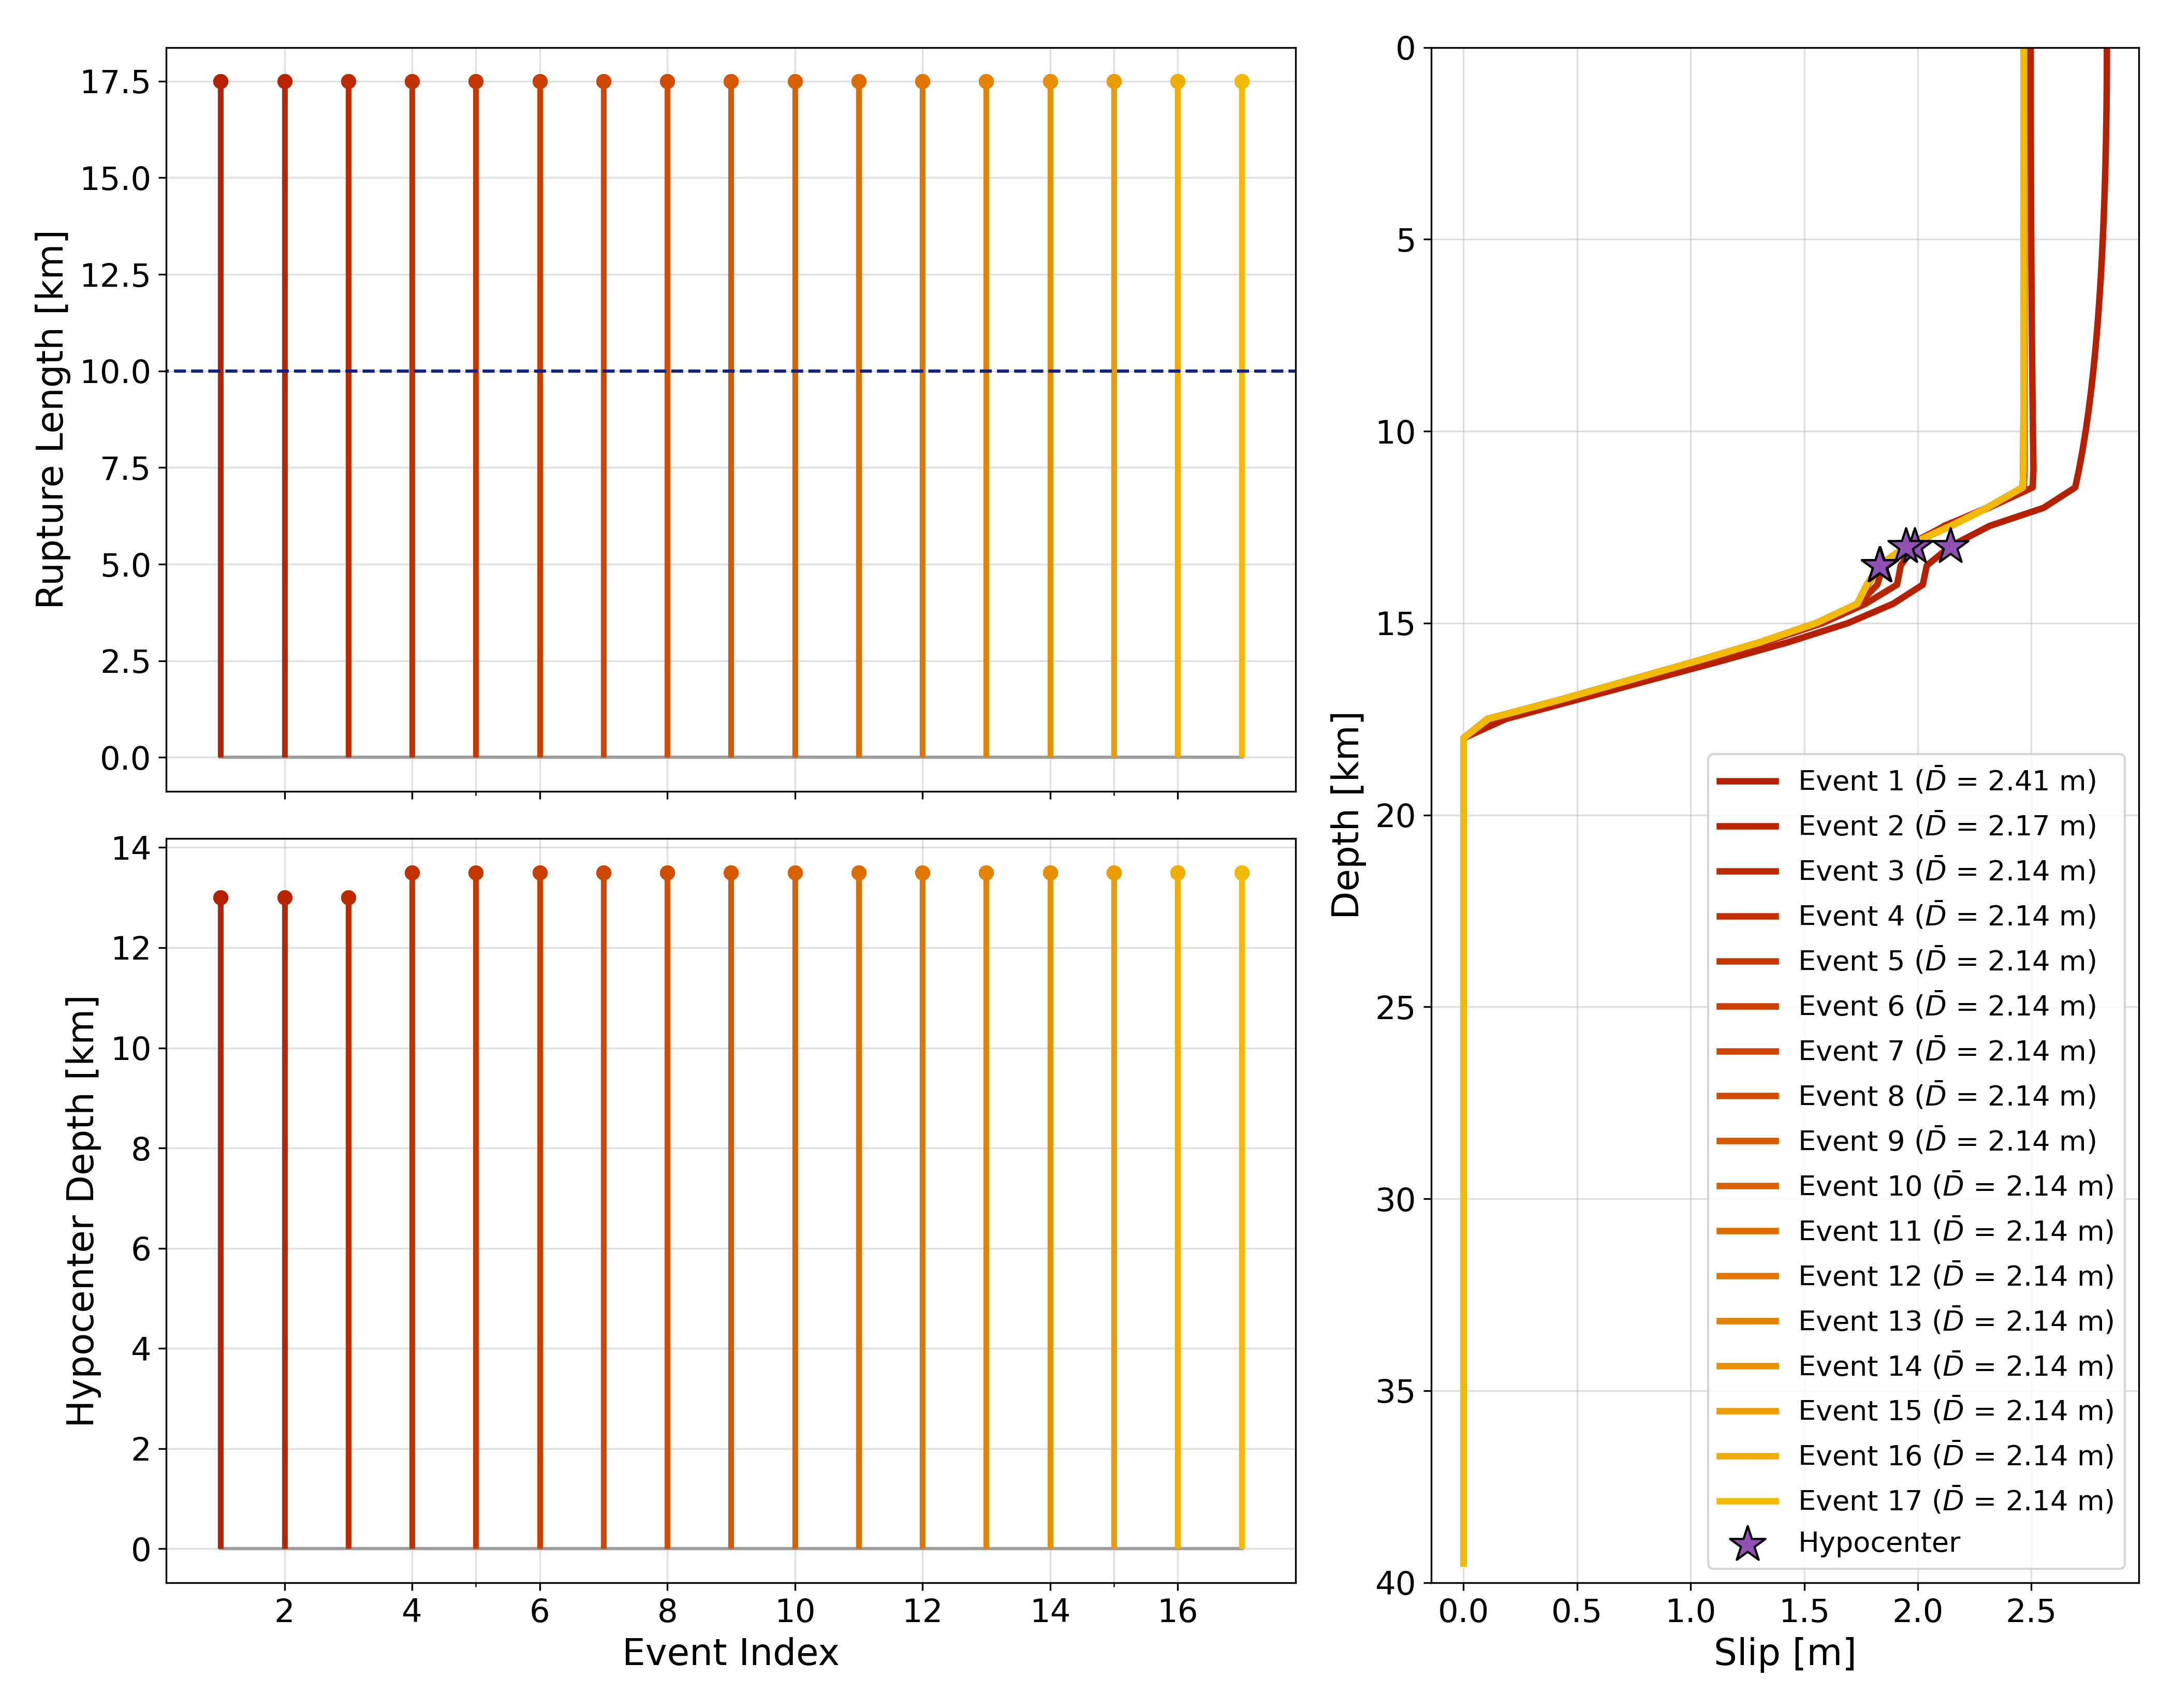 Rupture Length [km]
17.5
15.0
12.5
10.0
7.5
5.0
2.5
0.0
Hypocenter Depth [km]
14
12
10
8
6
4
2
0
2
4
6
8
10
12
14
16
Event Index
Depth [km]
0
5
10
15
20
25
30
35
40
0.0
0.5
1.0
1.5
2.0
2.5
Slip [m]
Event 1 (D̄ = 2.41 m)
Event 2 (D̄ = 2.17 m)
Event 3 (D̄ = 2.14 m)
Event 4 (D̄ = 2.14 m)
Event 5 (D̄ = 2.14 m)
Event 6 (D̄ = 2.14 m)
Event 7 (D̄ = 2.14 m)
Event 8 (D̄ = 2.14 m)
Event 9 (D̄ = 2.14 m)
Event 10 (D̄ = 2.14 m)
Event 11 (D̄ = 2.14 m)
Event 12 (D̄ = 2.14 m)
Event 13 (D̄ = 2.14 m)
Event 14 (D̄ = 2.14 m)
Event 15 (D̄ = 2.14 m)
Event 16 (D̄ = 2.14 m)
Event 17 (D̄ = 2.14 m)
Hypocenter